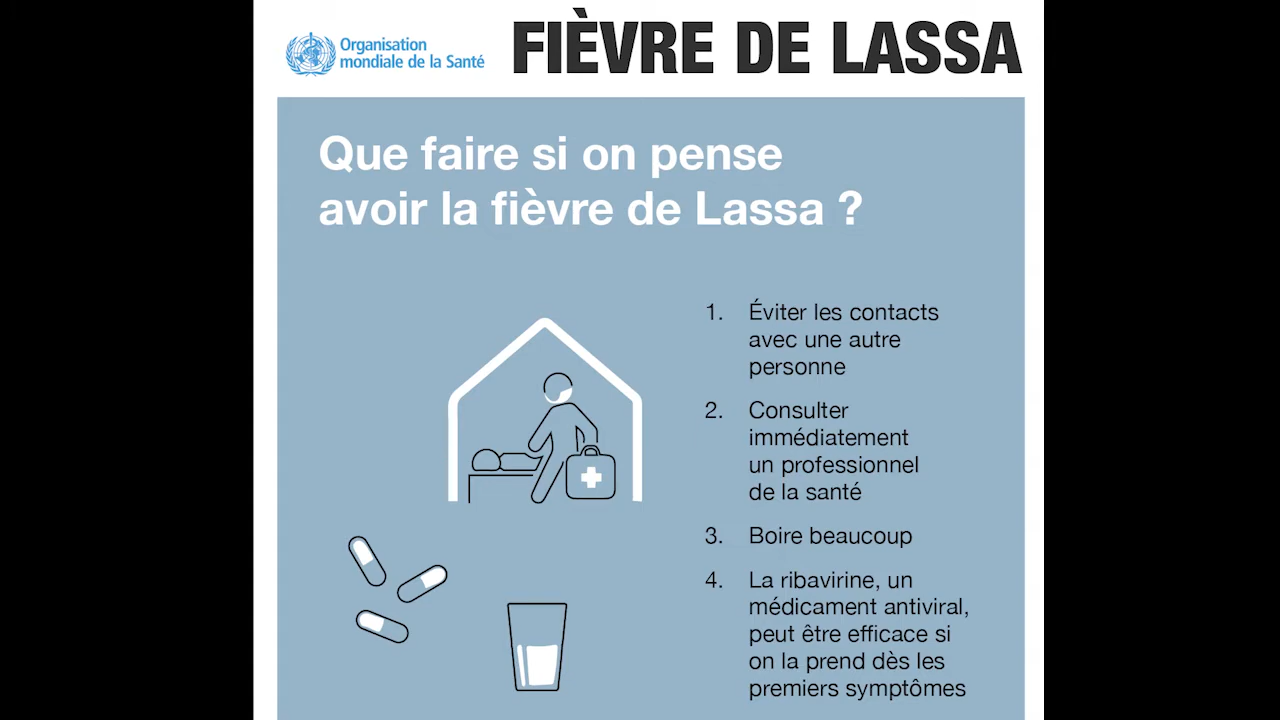 Organisation
mondiale de la Santé
FIÈVRE DE LASSA
Que faire si on pense
avoir la fièvre de Lassa ?
1. Éviter les contacts
avec une autre
personne
2. Consulter
immédiatement
un professionnel
de la santé
3. Boire beaucoup
4. La ribavirine, un
médicament antiviral,
peut être efficace si
on la prend dès les
premiers symptômes